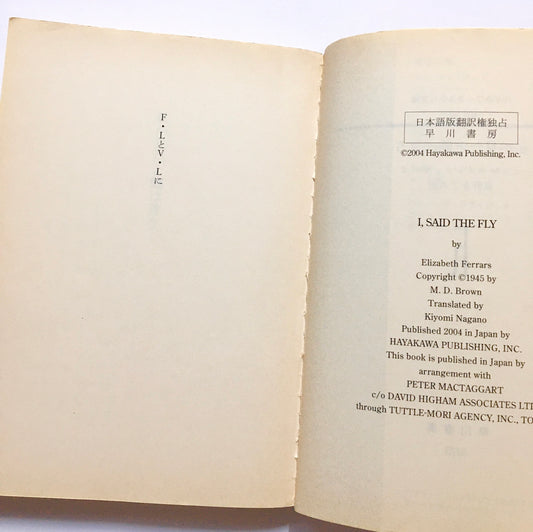 F・LとV・Lに
日本語版翻訳権独占
早川書房
©2004 Hayakawa Publishing, Inc.
I, SAID THE FLY
by
Elizabeth Ferrars
Copyright ©1945 by
M. D. Brown
Translated by
Kiyomi Nagano
Published 2004 in Japan by
HAYAKAWA PUBLISHING, INC.
This book is published in Japan by
arrangement with
PETER MACTAGGART
c/o DAVID HIGHAM ASSOCIATES LTD
through TUTTLE-MORI AGENCY, INC., TO